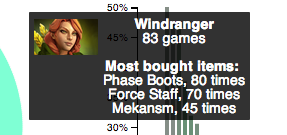 50%
Windranger
83 games
45%
Most bought items:
Phase Boots, 80 times
Force Staff, 70 times
Mekansm, 45 times
30%